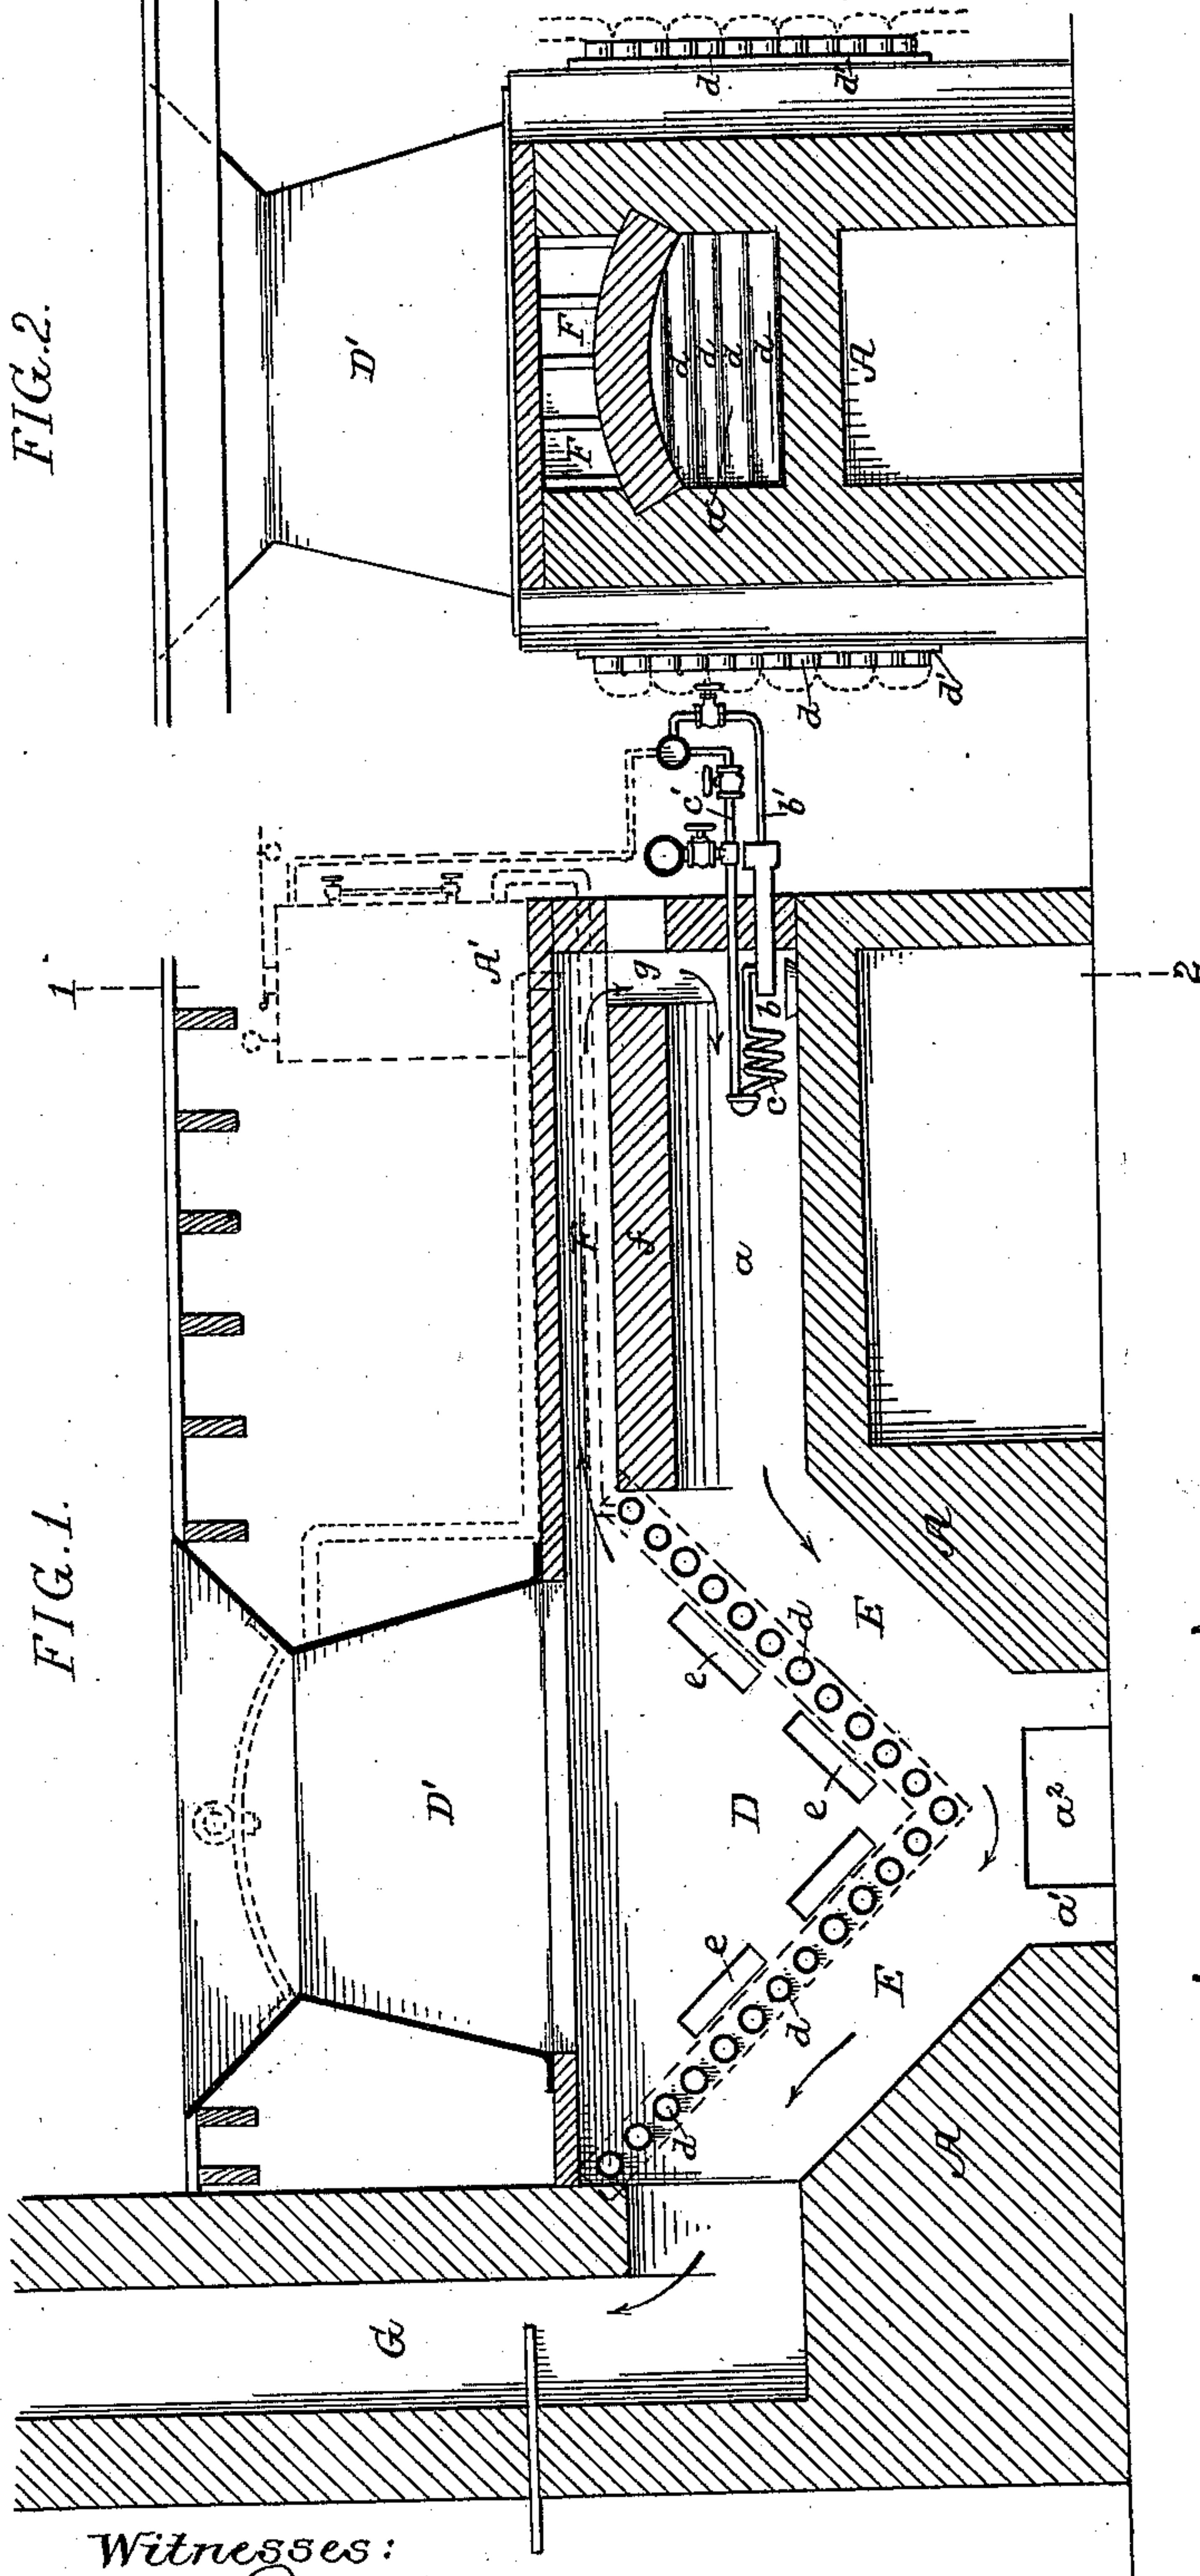 FIG. 1.
FIG. 2.
1
D'
A'
G
D
F
f
g
a
b
c
c'
b'
e
e
e
d
d
d
E
E
A
A
a'
a²
2
D'
F
F
d
d
d
d
a
A
d
d'
d
d'
Witnesses: